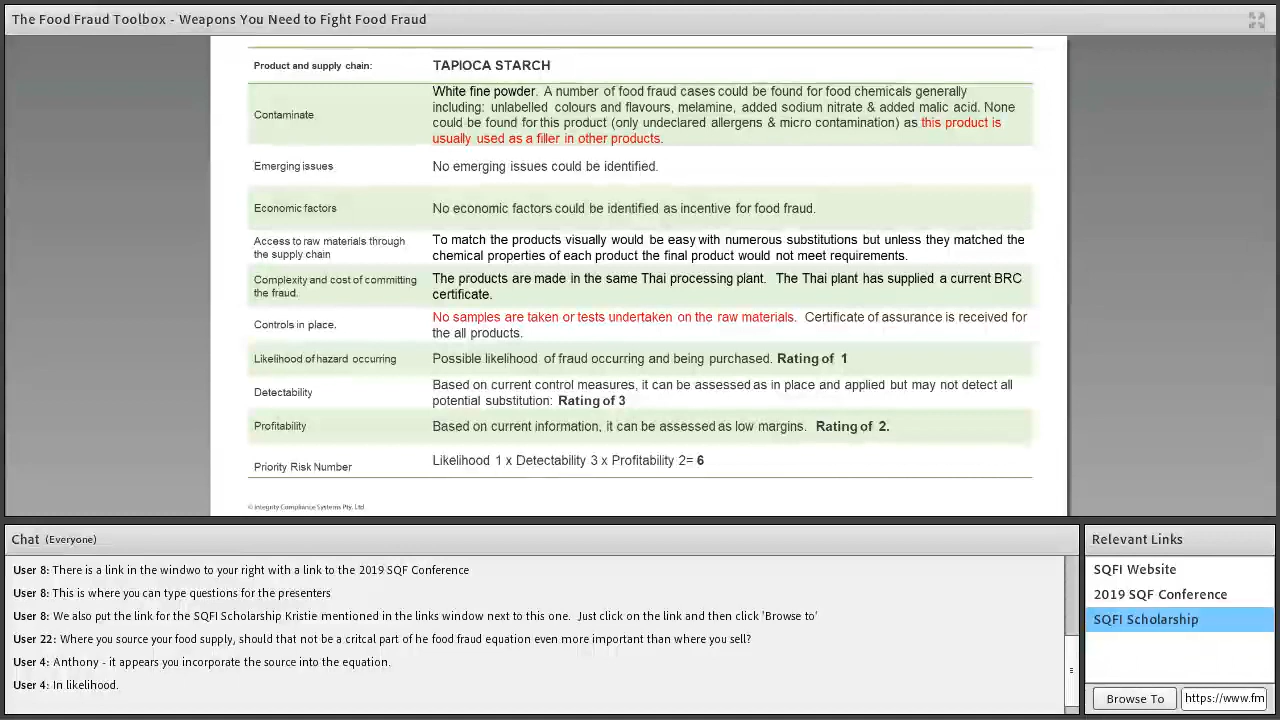 The Food Fraud Toolbox - Weapons You Need to Fight Food Fraud
Product and supply chain: TAPIOCA STARCH
Contaminate
White fine powder. A number of food fraud cases could be found for food chemicals generally
including: unlabelled colours and flavours, melamine, added sodium nitrate & added malic acid. None
could be found for this product (only undeclared allergens & micro contamination) as this product is
usually used as a filler in other products.
Emerging issues No emerging issues could be identified.
Economic factors No economic factors could be identified as incentive for food fraud.
Access to raw materials through
the supply chain
To match the products visually would be easy with numerous substitutions but unless they matched the
chemical properties of each product the final product would not meet requirements.
Complexity and cost of committing
the fraud.
The products are made in the same Thai processing plant. The Thai plant has supplied a current BRC
certificate.
Controls in place.
No samples are taken or tests undertaken on the raw materials. Certificate of assurance is received for
the all products.
Likelihood of hazard occurring Possible likelihood of fraud occurring and being purchased. Rating of 1
Detectability
Based on current control measures, it can be assessed as in place and applied but may not detect all
potential substitution: Rating of 3
Profitability Based on current information, it can be assessed as low margins. Rating of 2.
Priority Risk Number Likelihood 1 x Detectability 3 x Profitability 2= 6
© Integrity Compliance Systems Pty. Ltd
Chat (Everyone)
User 8: There is a link in the windwo to your right with a link to the 2019 SQF Conference
User 8: This is where you can type questions for the presenters
User 8: We also put the link for the SQFI Scholarship Kristie mentioned in the links window next to this one. Just click on the link and then click 'Browse to'
User 22: Where you source your food supply, should that not be a critcal part of he food fraud equation even more important than where you sell?
User 4: Anthony - it appears you incorporate the source into the equation.
User 4: In likelihood.
Relevant Links
SQFI Website
2019 SQF Conference
SQFI Scholarship
Browse To https://www.fm